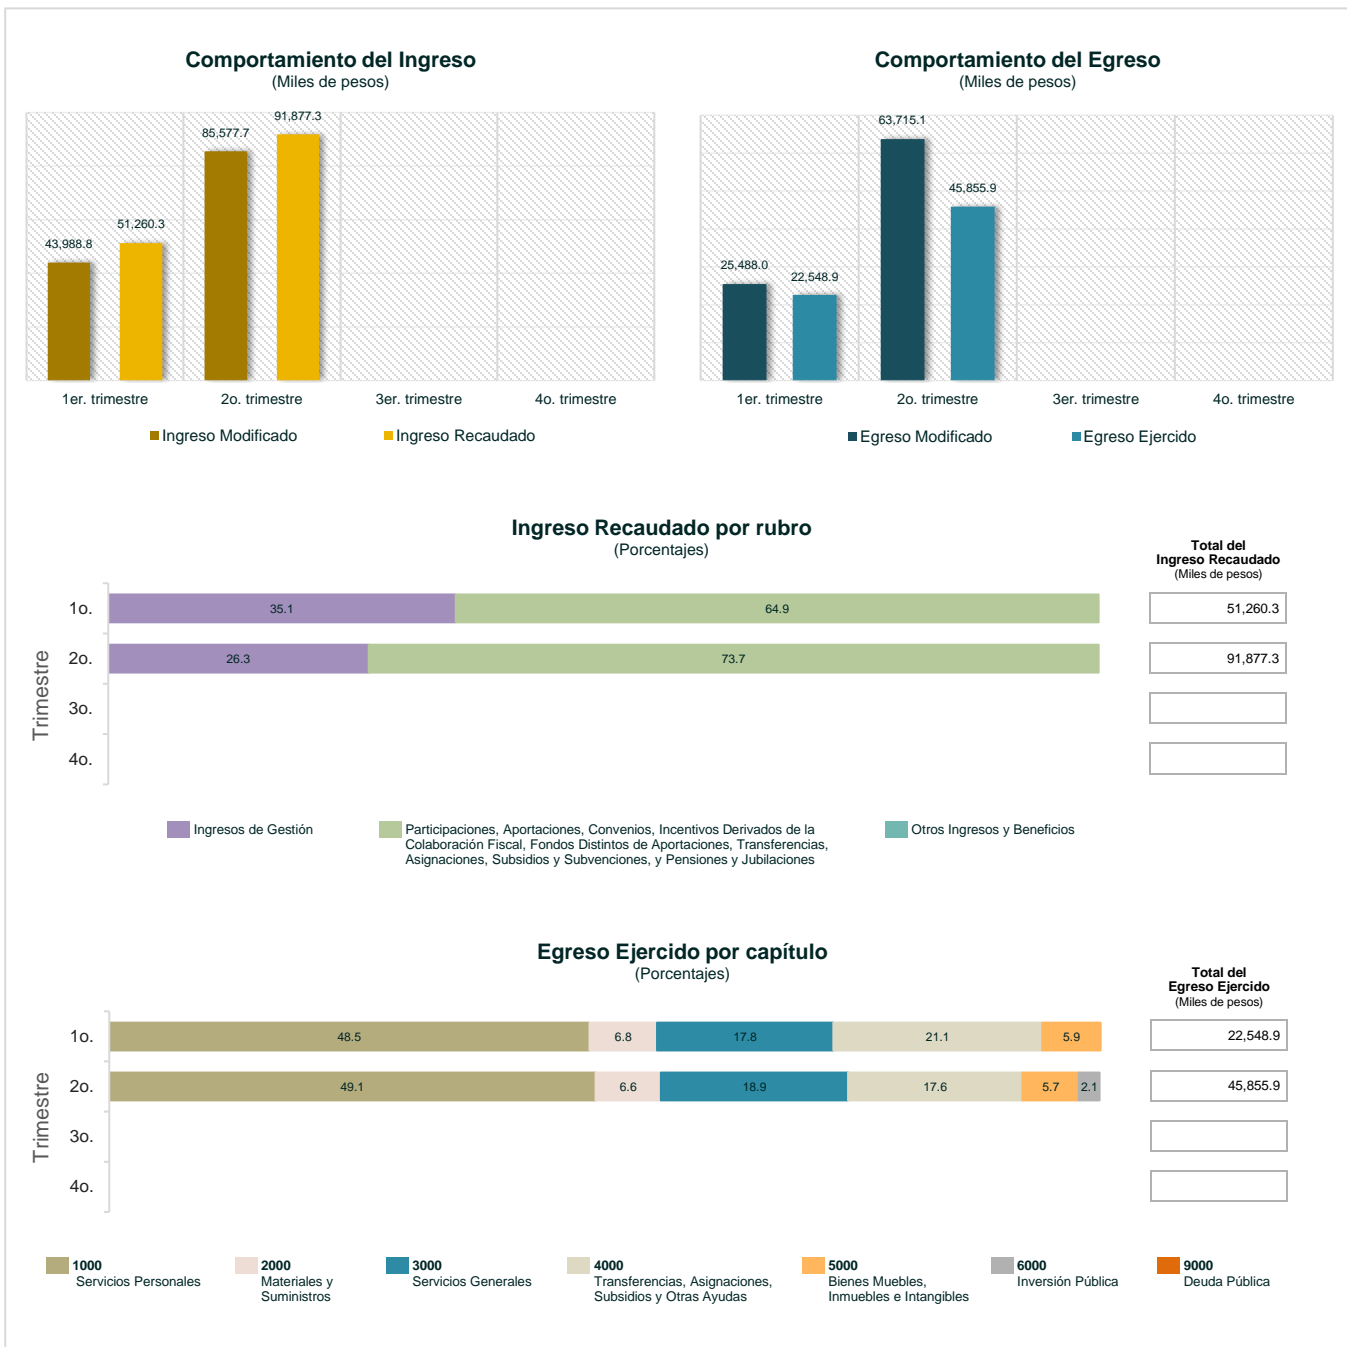 Comportamiento del Ingreso
(Miles de pesos)
43,988.8
51,260.3
85,577.7
91,877.3
1er. trimestre
2o. trimestre
3er. trimestre
4o. trimestre
Ingreso Modificado
Ingreso Recaudado
Comportamiento del Egreso
(Miles de pesos)
25,488.0
22,548.9
63,715.1
45,855.9
1er. trimestre
2o. trimestre
3er. trimestre
4o. trimestre
Egreso Modificado
Egreso Ejercido
Ingreso Recaudado por rubro
(Porcentajes)
Total del
Ingreso Recaudado
(Miles de pesos)
Trimestre
1o.
35.1
64.9
51,260.3
2o.
26.3
73.7
91,877.3
3o.
4o.
Ingresos de Gestión
Participaciones, Aportaciones, Convenios, Incentivos Derivados de la
Colaboración Fiscal, Fondos Distintos de Aportaciones, Transferencias,
Asignaciones, Subsidios y Subvenciones, y Pensiones y Jubilaciones
Otros Ingresos y Beneficios
Egreso Ejercido por capítulo
(Porcentajes)
Total del
Egreso Ejercido
(Miles de pesos)
Trimestre
1o.
48.5
6.8
17.8
21.1
5.9
22,548.9
2o.
49.1
6.6
18.9
17.6
5.7
2.1
45,855.9
3o.
4o.
1000
Servicios Personales
2000
Materiales y
Suministros
3000
Servicios Generales
4000
Transferencias, Asignaciones,
Subsidios y Otras Ayudas
5000
Bienes Muebles,
Inmuebles e Intangibles
6000
Inversión Pública
9000
Deuda Pública